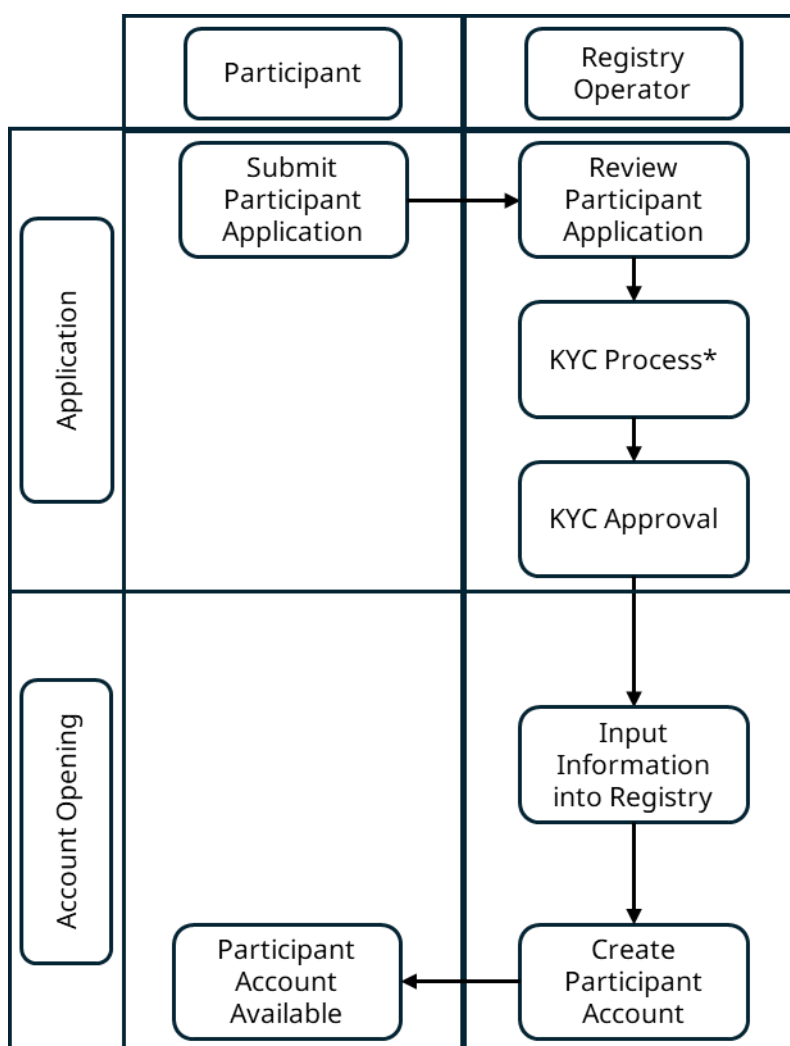 Participant
Registry
Operator
Application
Submit
Participant
Application
Review
Participant
Application
KYC Process*
KYC Approval
Account Opening
Input
Information
into Registry
Participant
Account
Available
Create
Participant
Account